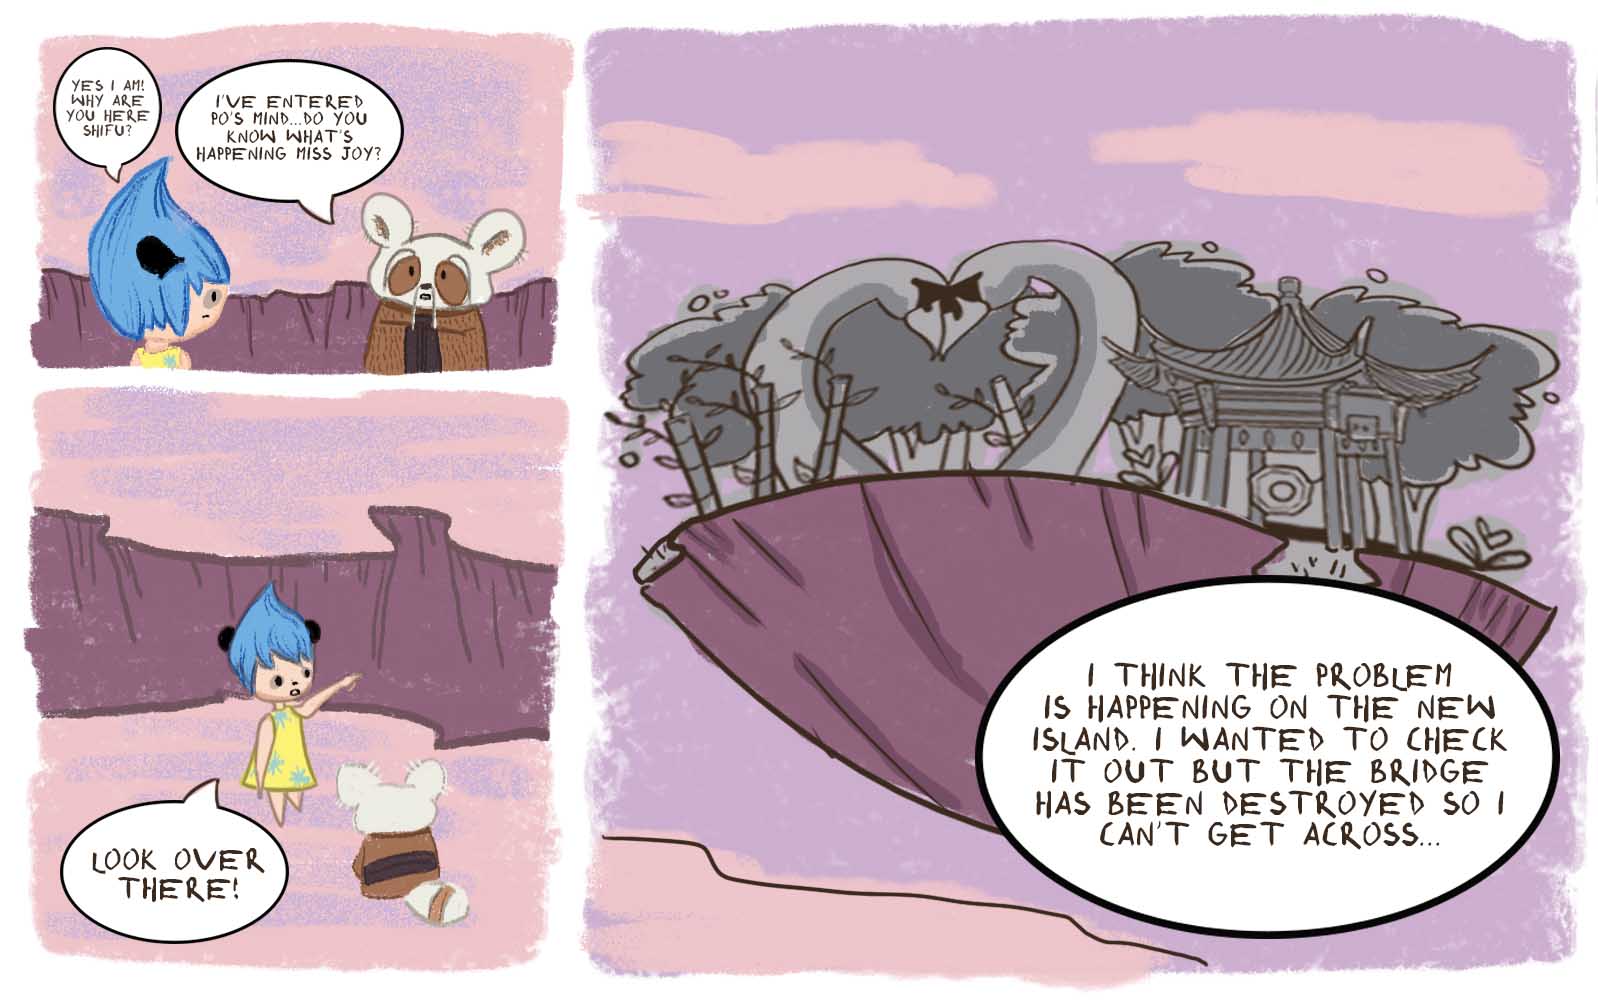 YES I AM!
WHY ARE
YOU HERE
SHIFU?
I'VE ENTERED
PO'S MIND...DO YOU
KNOW WHAT'S
HAPPENING MISS JOY?
LOOK OVER
THERE!
I THINK THE PROBLEM
IS HAPPENING ON THE NEW
ISLAND. I WANTED TO CHECK
IT OUT BUT THE BRIDGE
HAS BEEN DESTROYED SO I
CAN'T GET ACROSS...